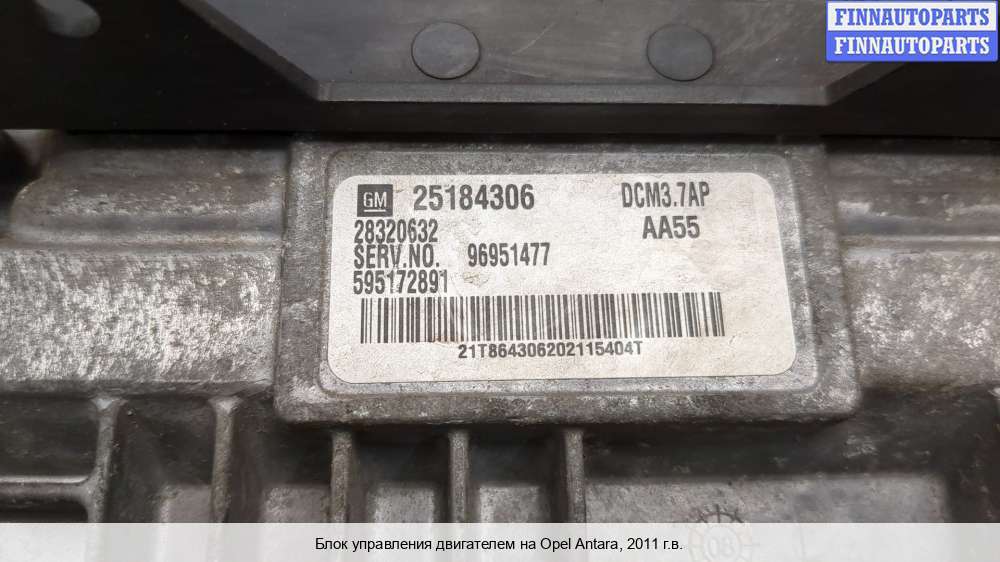 FINNAUTOPARTS
FINNAUTOPARTS
GM 25184306 DCM3.7AP
28320632 AA55
SERV.NO. 96951477
595172891
21T864306202115404T
08
Блок управления двигателем на Opel Antara, 2011 г.в.